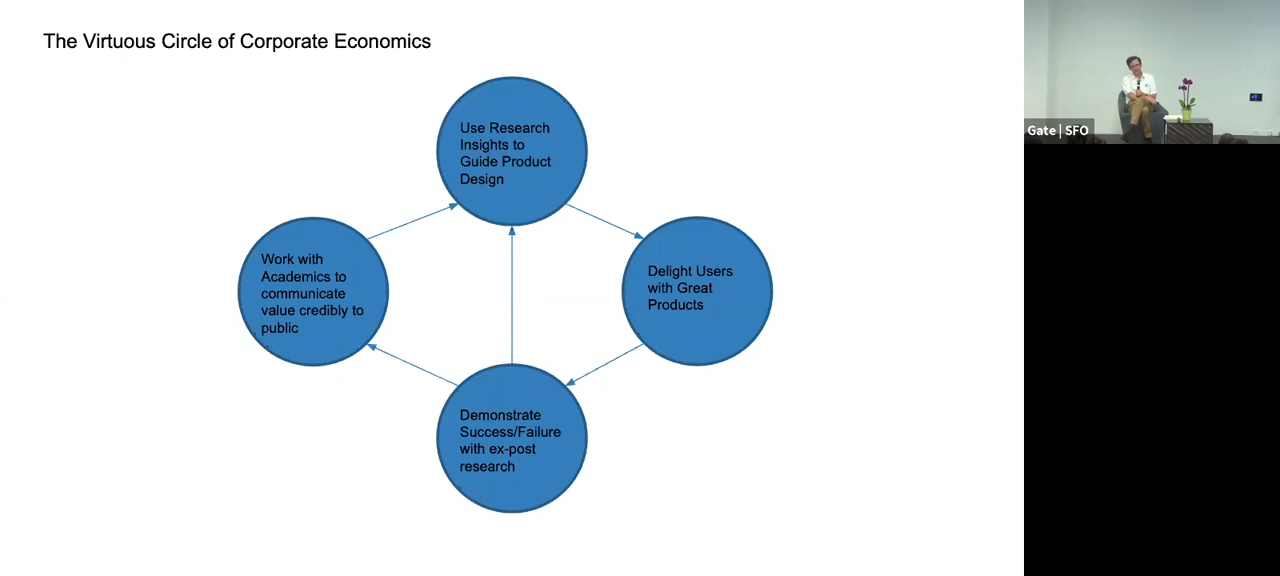 The Virtuous Circle of Corporate Economics
Use Research
Insights to
Guide Product
Design
Work with
Academics to
communicate
value credibly to
public
Delight Users
with Great
Products
Demonstrate
Success/Failure
with ex-post
research
Gate | SFO